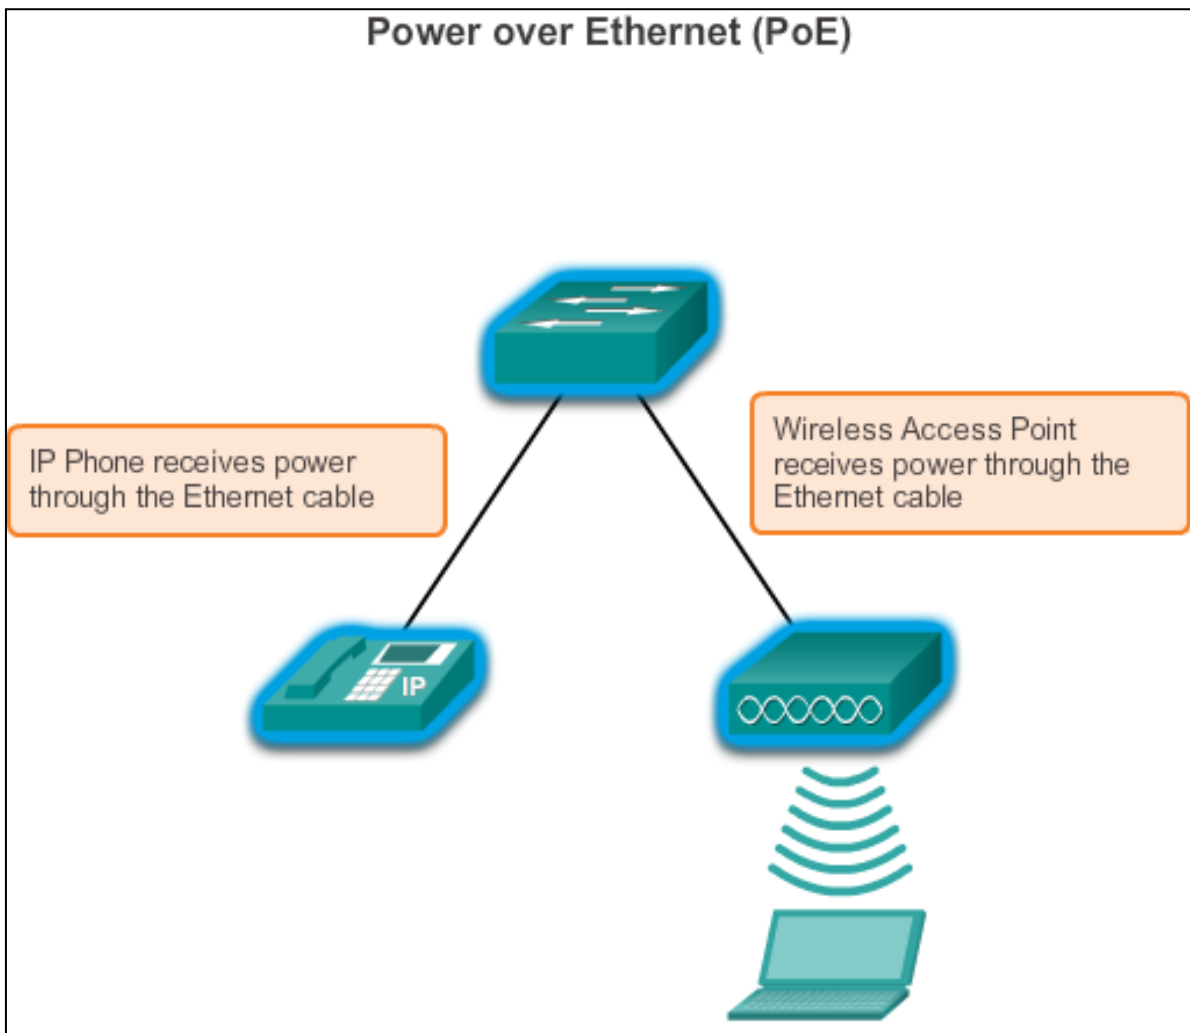 Power over Ethernet (PoE)
IP Phone receives power
through the Ethernet cable
Wireless Access Point
receives power through the
Ethernet cable
IP